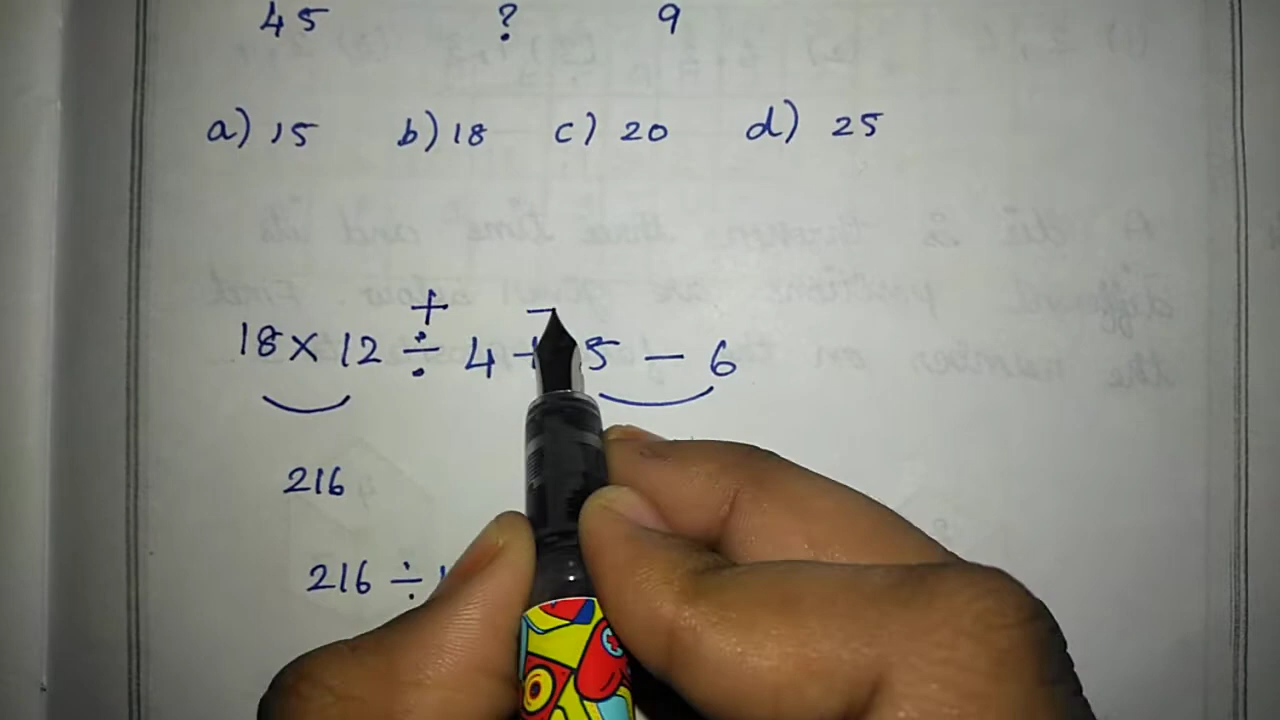 45 ? 9
a) 15 b) 18 c) 20 d) 25
+ −
18 × 12 ÷ 4 + 5 − 6
216
216 ÷